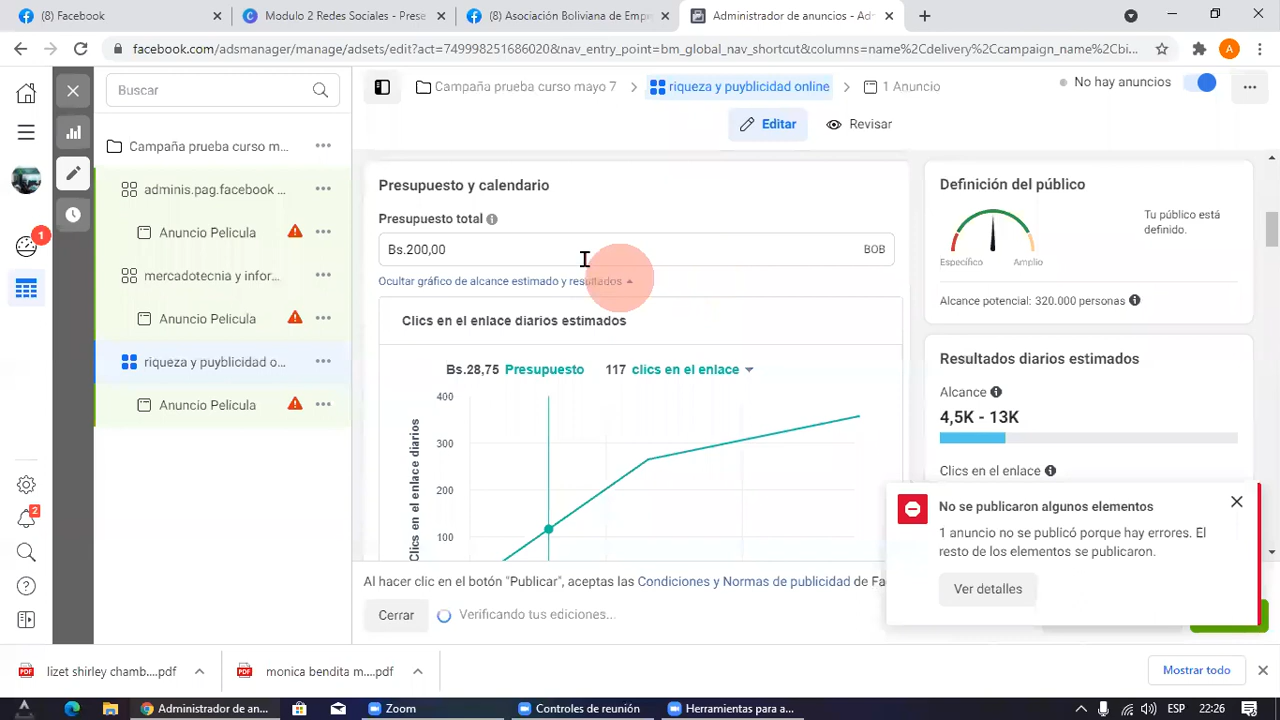 (8) Facebook
Modulo 2 Redes Sociales - Pres
(8) Asociación Boliviana de Empr
Administrador de anuncios - Adm
facebook.com/adsmanager/manage/adsets/edit?act=749998251686020&nav_entry_point=bm_global_nav_shortcut&columns=name%2Cdelivery%2Ccampaign_name%2Cbi...
A
Buscar
Campaña prueba curso mayo 7
riqueza y puyblicidad online
1 Anuncio
No hay anuncios
Editar
Revisar
Campaña prueba curso m...
adminis.pag.facebook ...
Anuncio Película
mercadotecnia y infor...
Anuncio Película
riqueza y puyblicidad o...
Anuncio Película
1
2
Presupuesto y calendario
Presupuesto total
Bs.200,00
BOB
Ocultar gráfico de alcance estimado y resultados
Clics en el enlace diarios estimados
Bs.28,75 Presupuesto
117 clics en el enlace
400
300
200
100
Clics en el enlace diarios
Definición del público
Específico
Amplio
Tu público está
definido.
Alcance potencial: 320.000 personas
Resultados diarios estimados
Alcance
4,5K - 13K
Clics en el enlace
No se publicaron algunos elementos
1 anuncio no se publicó porque hay errores. El
resto de los elementos se publicaron.
Ver detalles
Al hacer clic en el botón "Publicar", aceptas las Condiciones y Normas de publicidad de Fa
Cerrar
Verificando tus ediciones...
lizet shirley chamb....pdf
monica bendita m....pdf
Mostrar todo
Administrador de an...
Zoom
Controles de reunión
Herramientas para a...
ESP
22:26